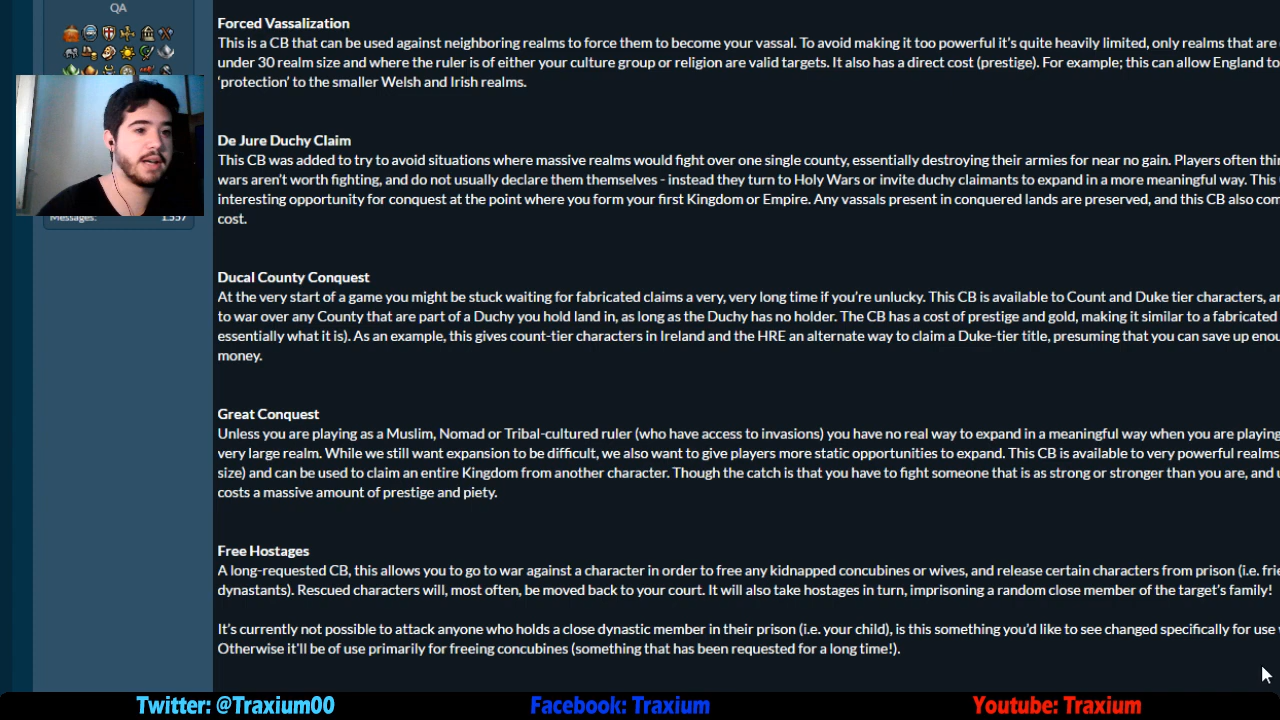 QA
Forced Vassalization
This is a CB that can be used against neighboring realms to force them to become your vassal. To avoid making it too powerful it's quite heavily limited, only realms that are
under 30 realm size and where the ruler is of either your culture group or religion are valid targets. It also has a direct cost (prestige). For example; this can allow England to
'protection' to the smaller Welsh and Irish realms.
De Jure Duchy Claim
This CB was added to try to avoid situations where massive realms would fight over one single county, essentially destroying their armies for near no gain. Players often
wars aren't worth fighting, and do not usually declare them themselves - instead they turn to Holy Wars or invite duchy claimants to expand in a more meaningful way. This
interesting opportunity for conquest at the point where you form your first Kingdom or Empire. Any vassals present in conquered lands are preserved, and this CB also
cost.
Messages: 1.557
Ducal County Conquest
At the very start of a game you might be stuck waiting for fabricated claims a very, very long time if you're unlucky. This CB is available to Count and Duke tier characters,
to war over any County that are part of a Duchy you hold land in, as long as the Duchy has no holder. The CB has a cost of prestige and gold, making it similar to a fabricated
essentially what it is). As an example, this gives count-tier characters in Ireland and the HRE an alternate way to claim a Duke-tier title, presuming that you can save up
money.
Great Conquest
Unless you are playing as a Muslim, Nomad or Tribal-cultured ruler (who have access to invasions) you have no real way to expand in a meaningful way when you are playing
very large realm. While we still want expansion to be difficult, we also want to give players more static opportunities to expand. This CB is available to very powerful realms
size) and can be used to claim an entire Kingdom from another character. Though the catch is that you have to fight someone that is as strong or stronger than you are, and
costs a massive amount of prestige and piety.
Free Hostages
A long-requested CB, this allows you to go to war against a character in order to free any kidnapped concubines or wives, and release certain characters from prison (i.e.
dynastants). Rescued characters will, most often, be moved back to your court. It will also take hostages in turn, imprisoning a random close member of the target's family!
It's currently not possible to attack anyone who holds a close dynastic member in their prison (i.e. your child), is this something you'd like to see changed specifically for use
Otherwise it'll be of use primarily for freeing concubines (something that has been requested for a long time!).
Twitter: @Traxium00 Facebook: Traxium Youtube: Traxium